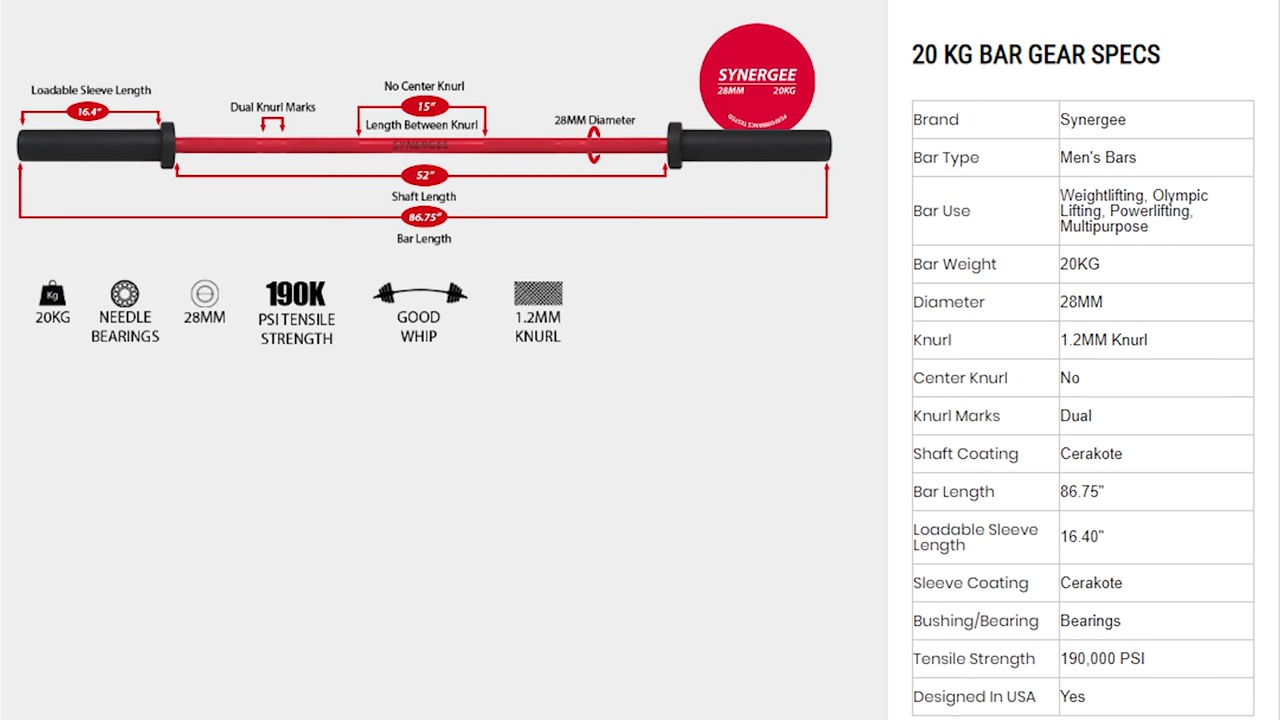 Loadable Sleeve Length
16.4"
Dual Knurl Marks
No Center Knurl
15"
Length Between Knurl
28MM Diameter
SYNERGEE
28MM 20KG
PERFORMANCE TESTED
SYNERGEE
52"
Shaft Length
86.75"
Bar Length
Kg
20KG
NEEDLE
BEARINGS
28MM
190K
PSI TENSILE
STRENGTH
GOOD
WHIP
1.2MM
KNURL
20 KG BAR GEAR SPECS
Brand Synergee
Bar Type Men's Bars
Bar Use Weightlifting, Olympic
Lifting, Powerlifting,
Multipurpose
Bar Weight 20KG
Diameter 28MM
Knurl 1.2MM Knurl
Center Knurl No
Knurl Marks Dual
Shaft Coating Cerakote
Bar Length 86.75"
Loadable Sleeve
Length 16.40"
Sleeve Coating Cerakote
Bushing/Bearing Bearings
Tensile Strength 190,000 PSI
Designed In USA Yes